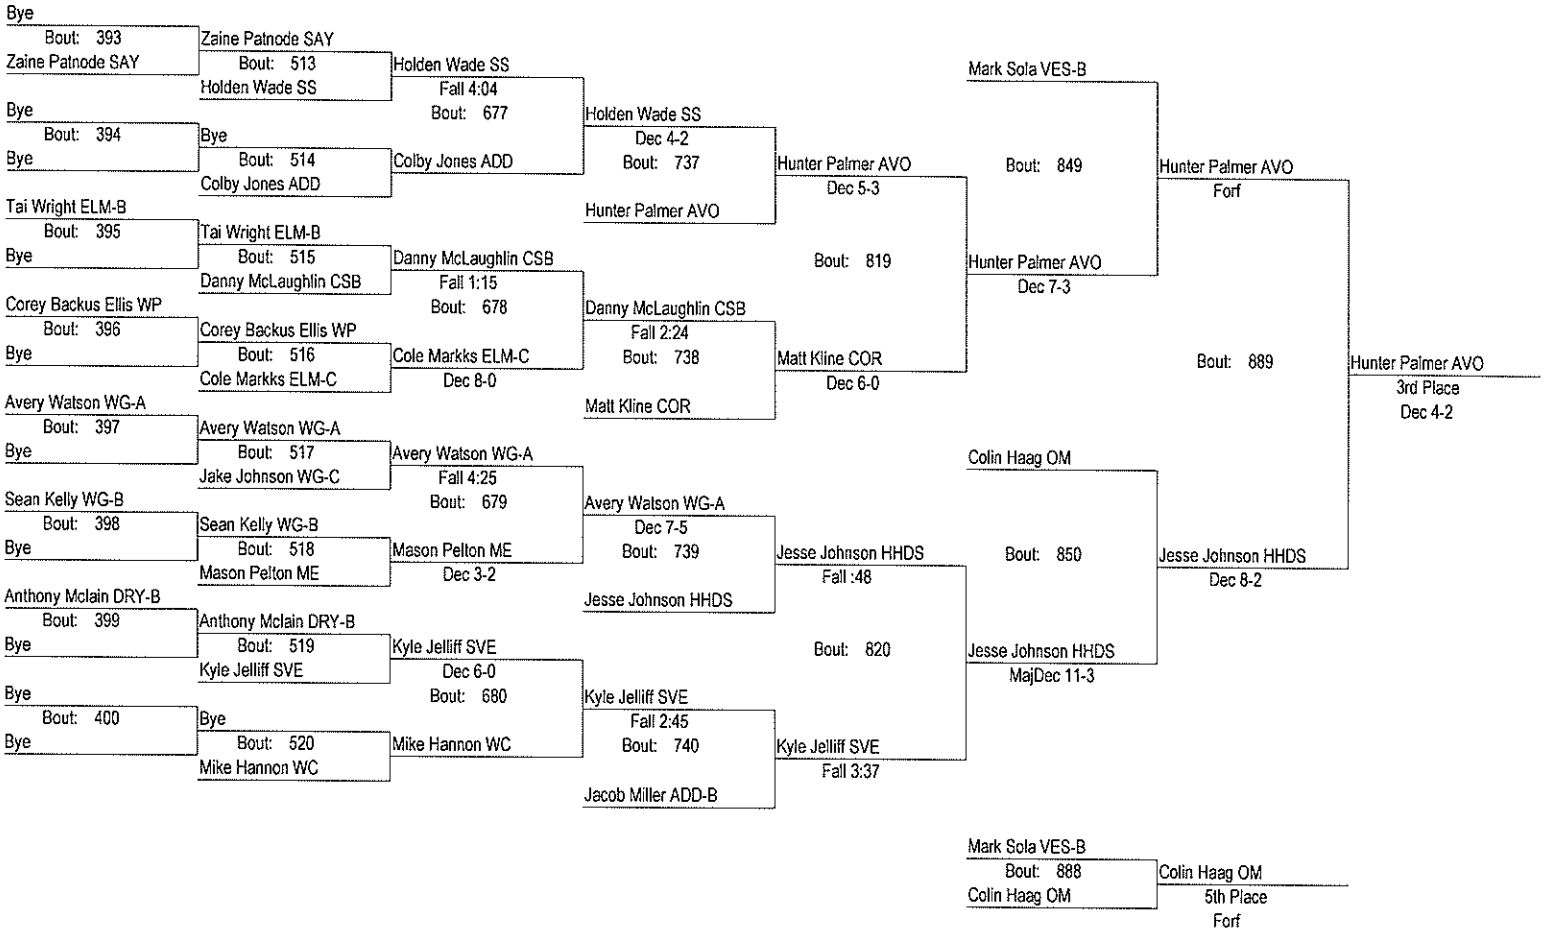 Bye
Bout: 393
Zaine Patnode SAY
Bye
Bout: 394
Bye
Tai Wright ELM-B
Bout: 395
Bye
Corey Backus Ellis WP
Bout: 396
Bye
Avery Watson WG-A
Bout: 397
Bye
Sean Kelly WG-B
Bout: 398
Bye
Anthony Mclain DRY-B
Bout: 399
Bye
Bye
Bout: 400
Bye
Zaine Patnode SAY
Bout: 513
Holden Wade SS
Bye
Bout: 514
Colby Jones ADD
Tai Wright ELM-B
Bout: 515
Danny McLaughlin CSB
Corey Backus Ellis WP
Bout: 516
Cole Markks ELM-C
Avery Watson WG-A
Bout: 517
Jake Johnson WG-C
Sean Kelly WG-B
Bout: 518
Mason Pelton ME
Anthony Mclain DRY-B
Bout: 519
Kyle Jelliff SVE
Bye
Bout: 520
Mike Hannon WC
Holden Wade SS
Fall 4:04
Bout: 677
Colby Jones ADD
Danny McLaughlin CSB
Fall 1:15
Bout: 678
Cole Markks ELM-C
Dec 8-0
Avery Watson WG-A
Fall 4:25
Bout: 679
Mason Pelton ME
Dec 3-2
Kyle Jelliff SVE
Dec 6-0
Bout: 680
Mike Hannon WC
Holden Wade SS
Dec 4-2
Bout: 737
Hunter Palmer AVO
Danny McLaughlin CSB
Fall 2:24
Bout: 738
Matt Kline COR
Avery Watson WG-A
Dec 7-5
Bout: 739
Jesse Johnson HHDS
Kyle Jelliff SVE
Fall 2:45
Bout: 740
Jacob Miller ADD-B
Hunter Palmer AVO
Dec 5-3
Bout: 819
Matt Kline COR
Dec 6-0
Jesse Johnson HHDS
Fall :48
Bout: 820
Kyle Jelliff SVE
Fall 3:37
Mark Sola VES-B
Bout: 849
Hunter Palmer AVO
Dec 7-3
Colin Haag OM
Bout: 850
Jesse Johnson HHDS
MajDec 11-3
Hunter Palmer AVO
Forf
Bout: 889
Jesse Johnson HHDS
Dec 8-2
Hunter Palmer AVO
3rd Place
Dec 4-2
Mark Sola VES-B
Bout: 888
Colin Haag OM
Colin Haag OM
5th Place
Forf